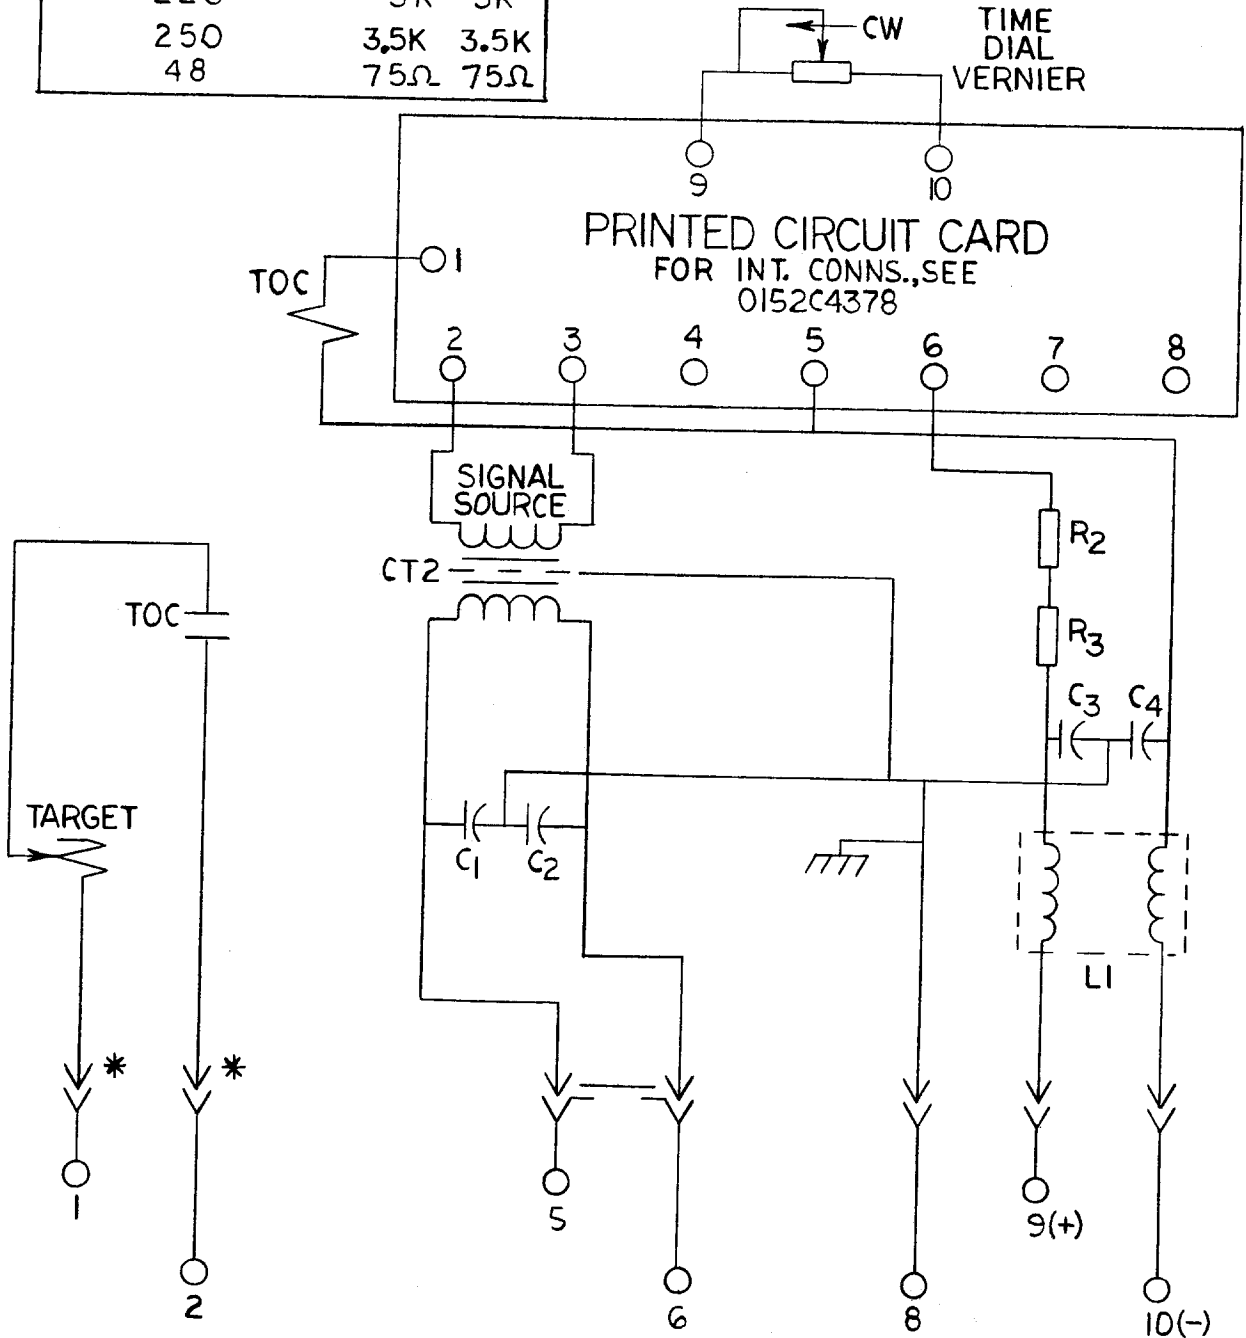 250 3.5K 3.5K
48 75Ω 75Ω
CW
TIME
DIAL
VERNIER
9
10
PRINTED CIRCUIT CARD
FOR INT. CONNS., SEE
0152C4378
1
TOC
2 3 4 5 6 7 8
SIGNAL
SOURCE
CT2
R2
TOC
R3
C3 C4
TARGET
C1 C2
L1
* *
1
2
5
6
8
9(+)
10(-)